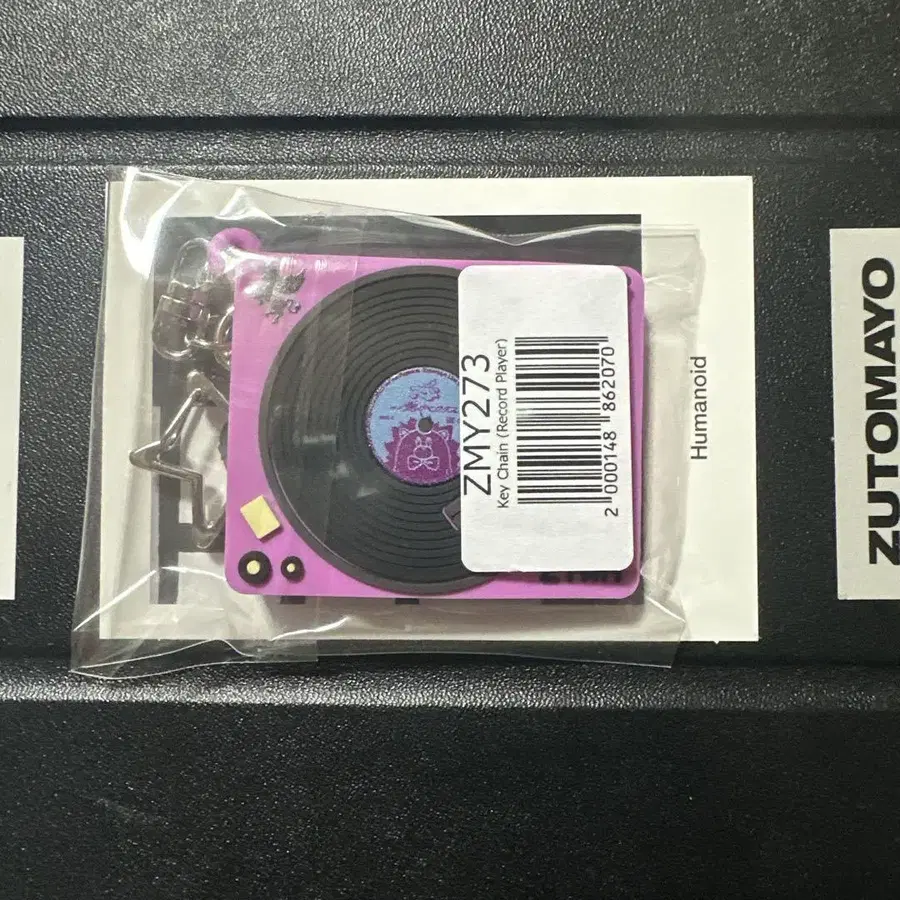 ZMY273
Key Chain (Record Player)
2 000148 862070
Humanoid
ZUTOMAYO